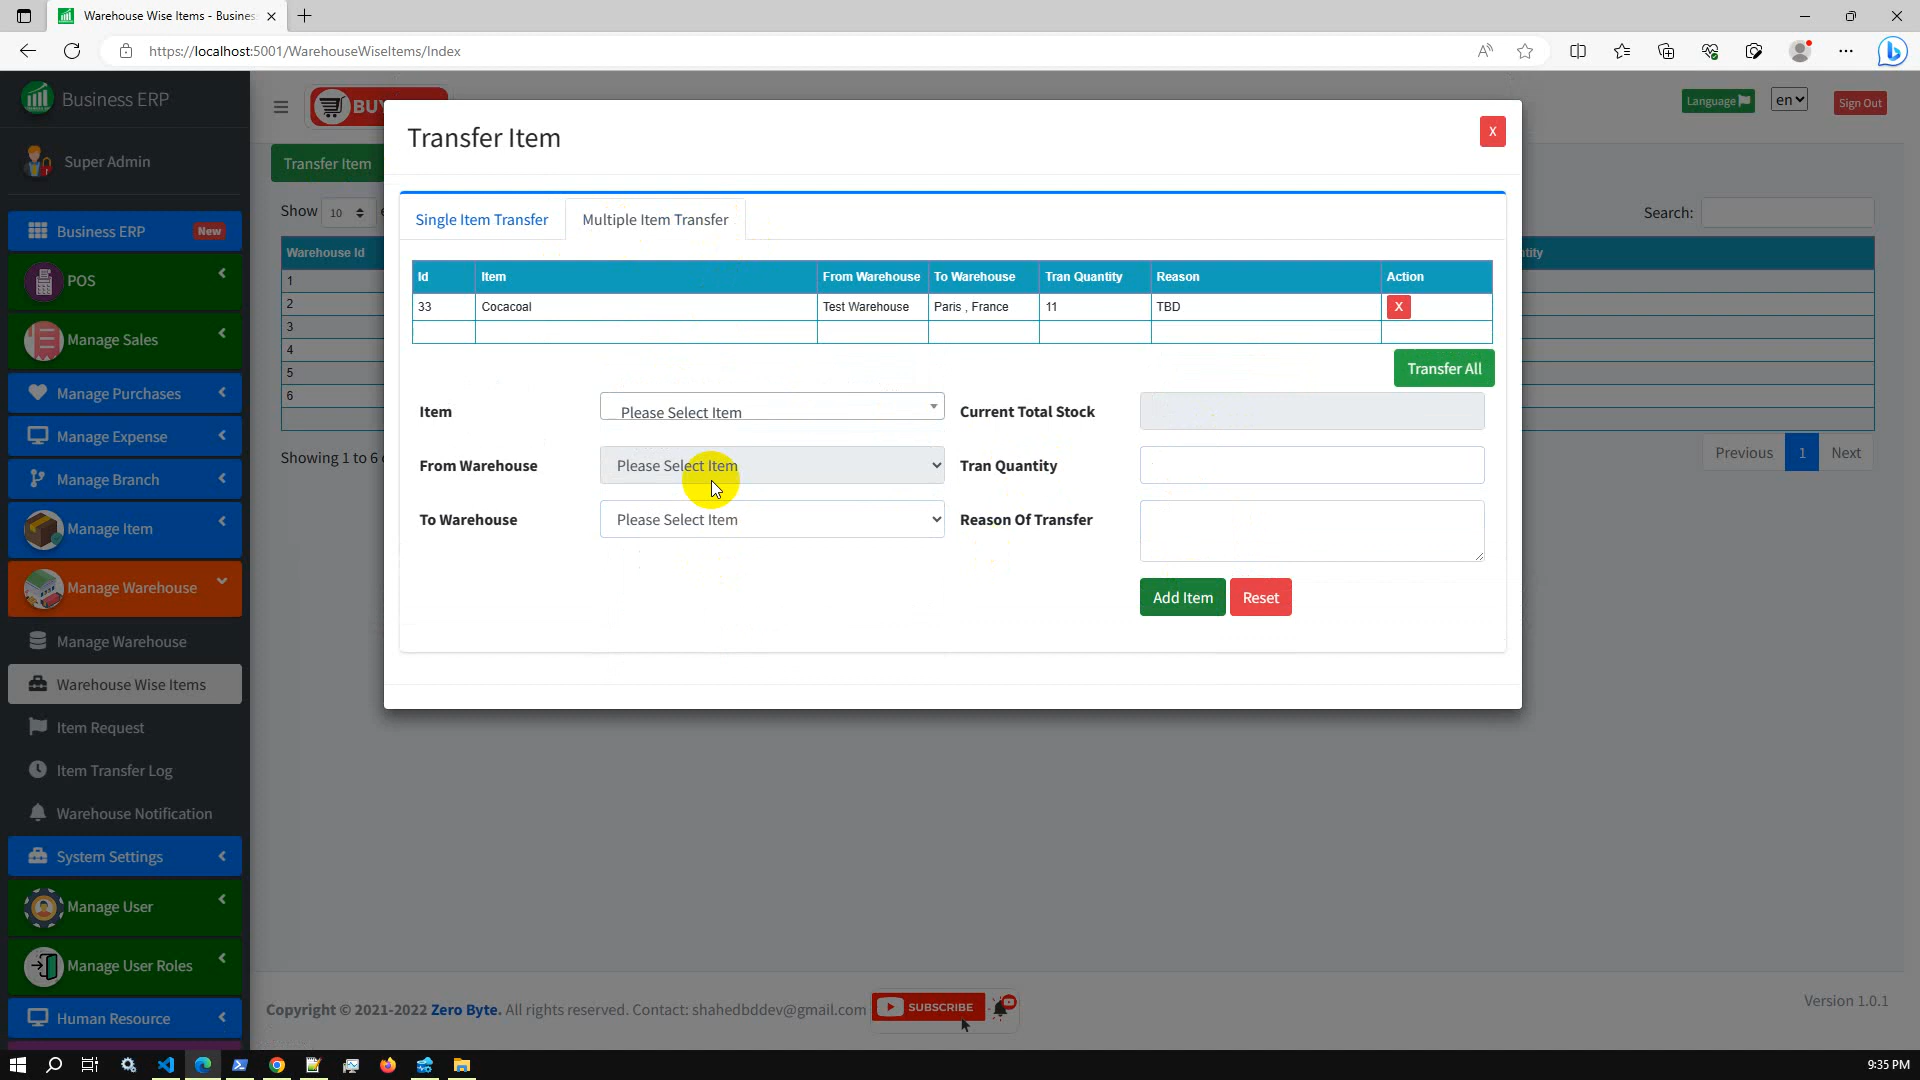 Warehouse Wise Items - Busines
https://localhost:5001/WarehouseWiseItems/Index
Business ERP
BUY
Language
en
Sign Out
Super Admin
Transfer Item
Transfer Item
X
Show 10
Search:
Single Item Transfer
Multiple Item Transfer
Business ERP New
Warehouse Id
Id Item From Warehouse To Warehouse Tran Quantity Reason Action
33 Cocacoal Test Warehouse Paris , France 11 TBD X
1
2
3
4
5
6
Showing 1 to 6
Previous 1 Next
Transfer All
Item Please Select Item Current Total Stock
From Warehouse Please Select Item Tran Quantity
To Warehouse Please Select Item Reason Of Transfer
Add Item Reset
POS
Manage Sales
Manage Purchases
Manage Expense
Manage Branch
Manage Item
Manage Warehouse
Manage Warehouse
Warehouse Wise Items
Item Request
Item Transfer Log
Warehouse Notification
System Settings
Manage User
Manage User Roles
Human Resource
Copyright © 2021-2022 Zero Byte. All rights reserved. Contact: shahedbddev@gmail.com
SUBSCRIBE
Version 1.0.1
9:35 PM